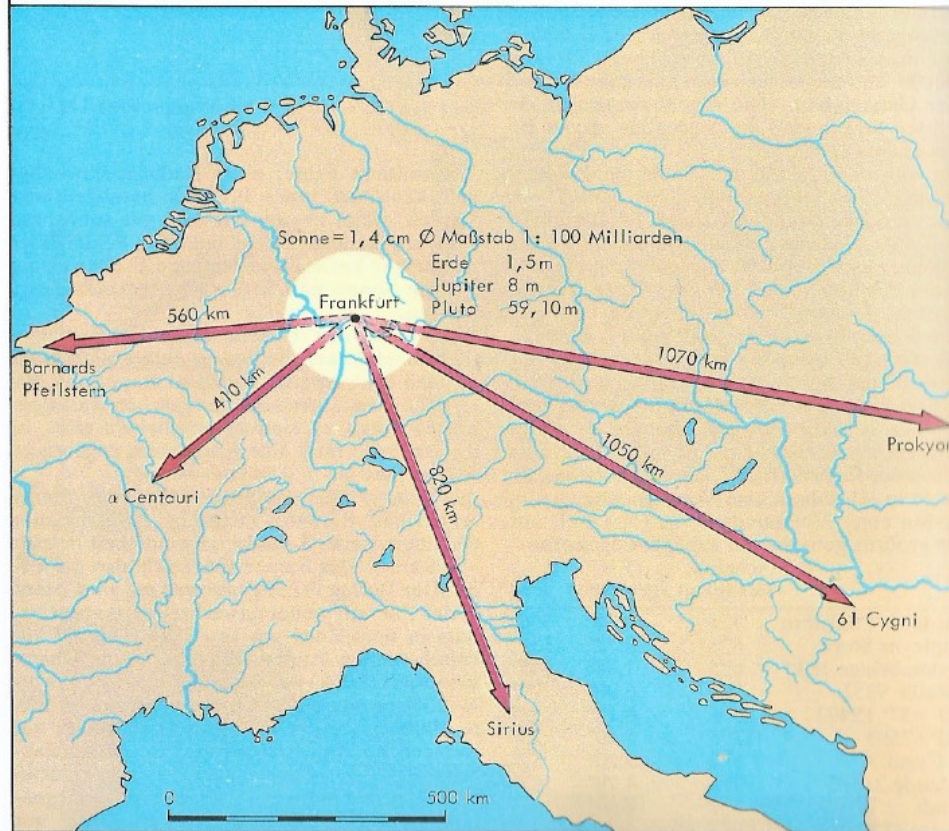 Sonne = 1,4 cm Ø Maßstab 1: 100 Milliarden
Erde 1,5 m
Jupiter 8 m
Pluto 59,10 m
Frankfurt
560 km
Barnards
Pfeilstern
410 km
α Centauri
820 km
Sirius
1050 km
61 Cygni
1070 km
Prokyon
0 500 km